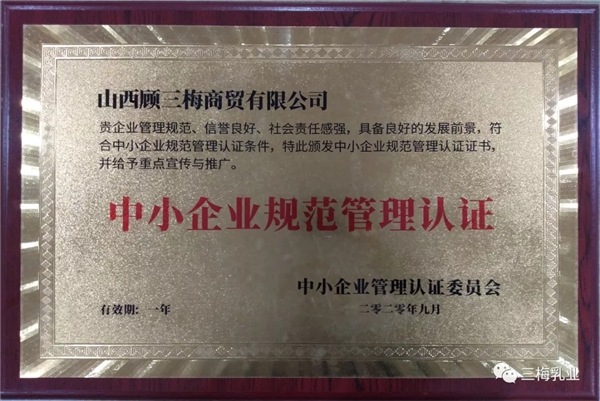 山西顾三梅商贸有限公司
贵企业管理规范、信誉良好、社会责任感强，具备良好的发展前景，符
合中小企业规范管理认证条件，特此颁发中小企业规范管理认证证书，
并给予重点宣传与推广。
中小企业规范管理认证
中小企业管理认证委员会
有效期：一年
二零二零年九月
三梅乳业